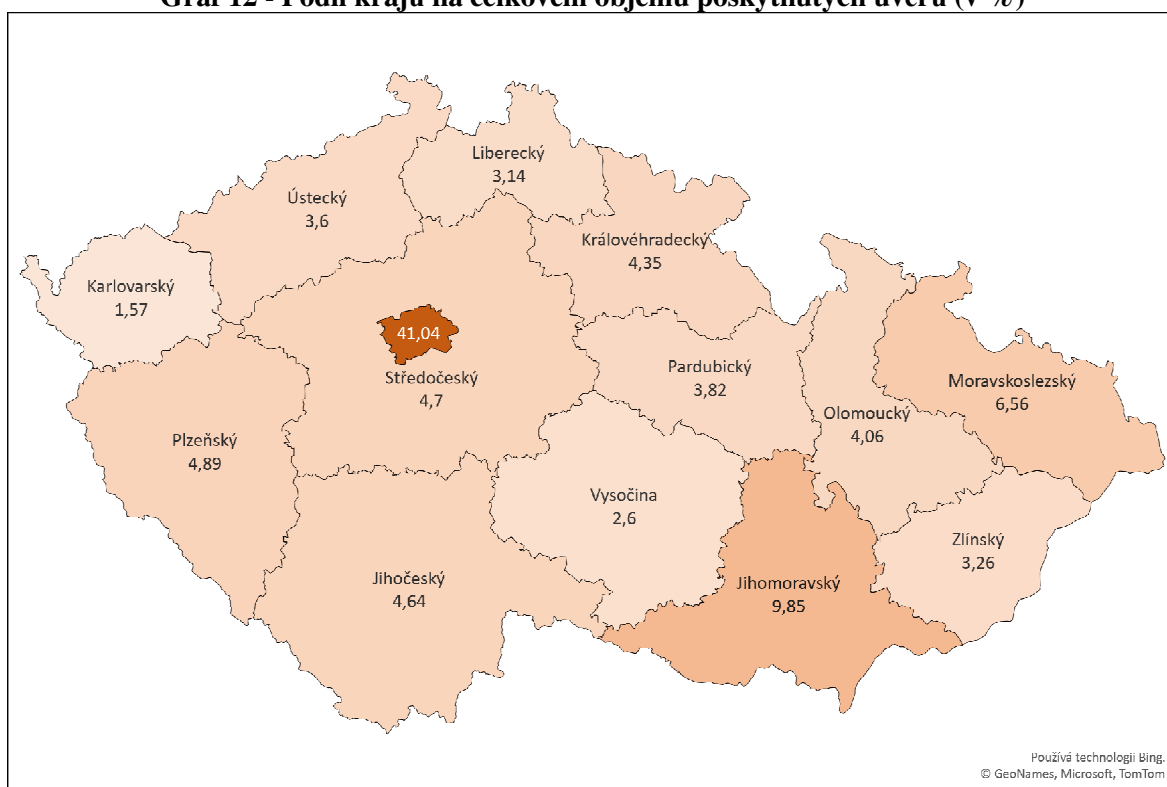 Graf 12 - Podíl krajů na celkovém objemu poskytnutých úvěrů (v %)
Liberecký
3,14
Ústecký
3,6
Královéhradecký
4,35
Karlovarský
1,57
41,04
Středočeský
4,7
Pardubický
3,82
Moravskoslezský
6,56
Olomoucký
4,06
Plzeňský
4,89
Vysočina
2,6
Zlínský
3,26
Jihočeský
4,64
Jihomoravský
9,85
Používá technologii Bing.
© GeoNames, Microsoft, TomTom